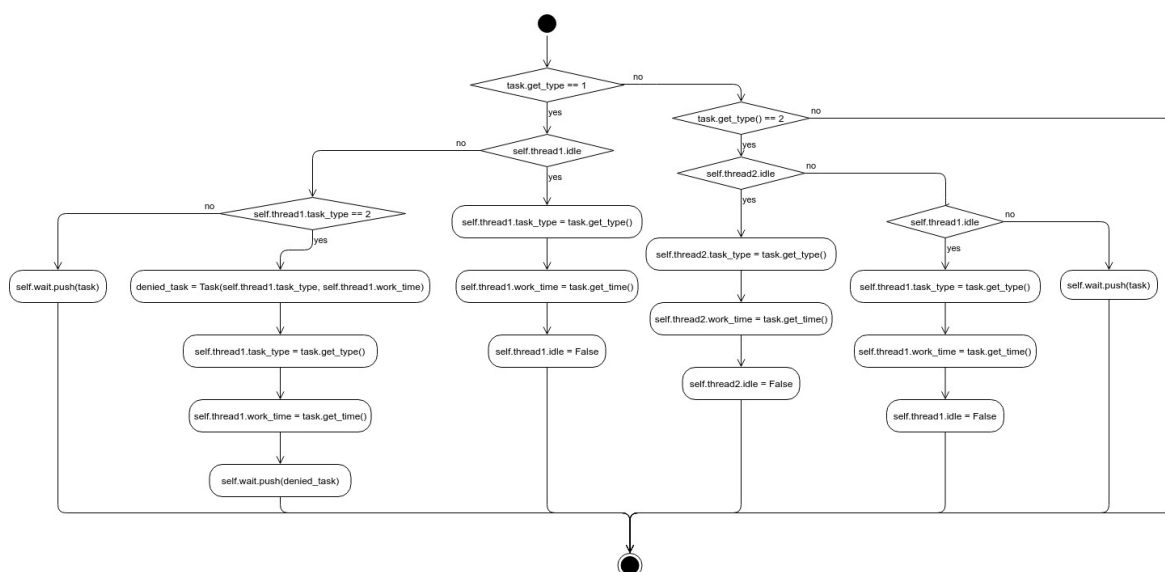 task.get_type == 1
no
task.get_type() == 2
no
yes
self.thread1.idle
no
yes
self.thread2.idle
no
yes
self.thread1.task_type == 2
no
yes
self.thread1.task_type = task.get_type()
yes
self.thread1.idle
no
yes
self.wait.push(task)
denied_task = Task(self.thread1.task_type, self.thread1.work_time)
self.thread1.work_time = task.get_time()
self.thread2.task_type = task.get_type()
self.thread1.task_type = task.get_type()
self.wait.push(task)
self.thread1.task_type = task.get_type()
self.thread1.idle = False
self.thread2.work_time = task.get_time()
self.thread1.work_time = task.get_time()
self.thread1.work_time = task.get_time()
self.thread2.idle = False
self.thread1.idle = False
self.wait.push(denied_task)